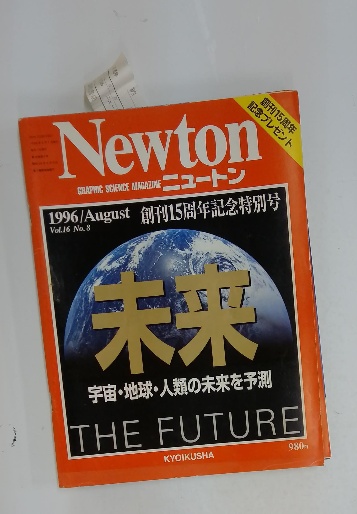 創刊15周年
記念プレゼント
Newton
GRAPHIC SCIENCE MAGAZINE ニュートン
1996/August 創刊15周年記念特別号
Vol.16 No.8
未来
宇宙・地球・人類の未来を予測
THE FUTURE
KYOIKUSHA
980円